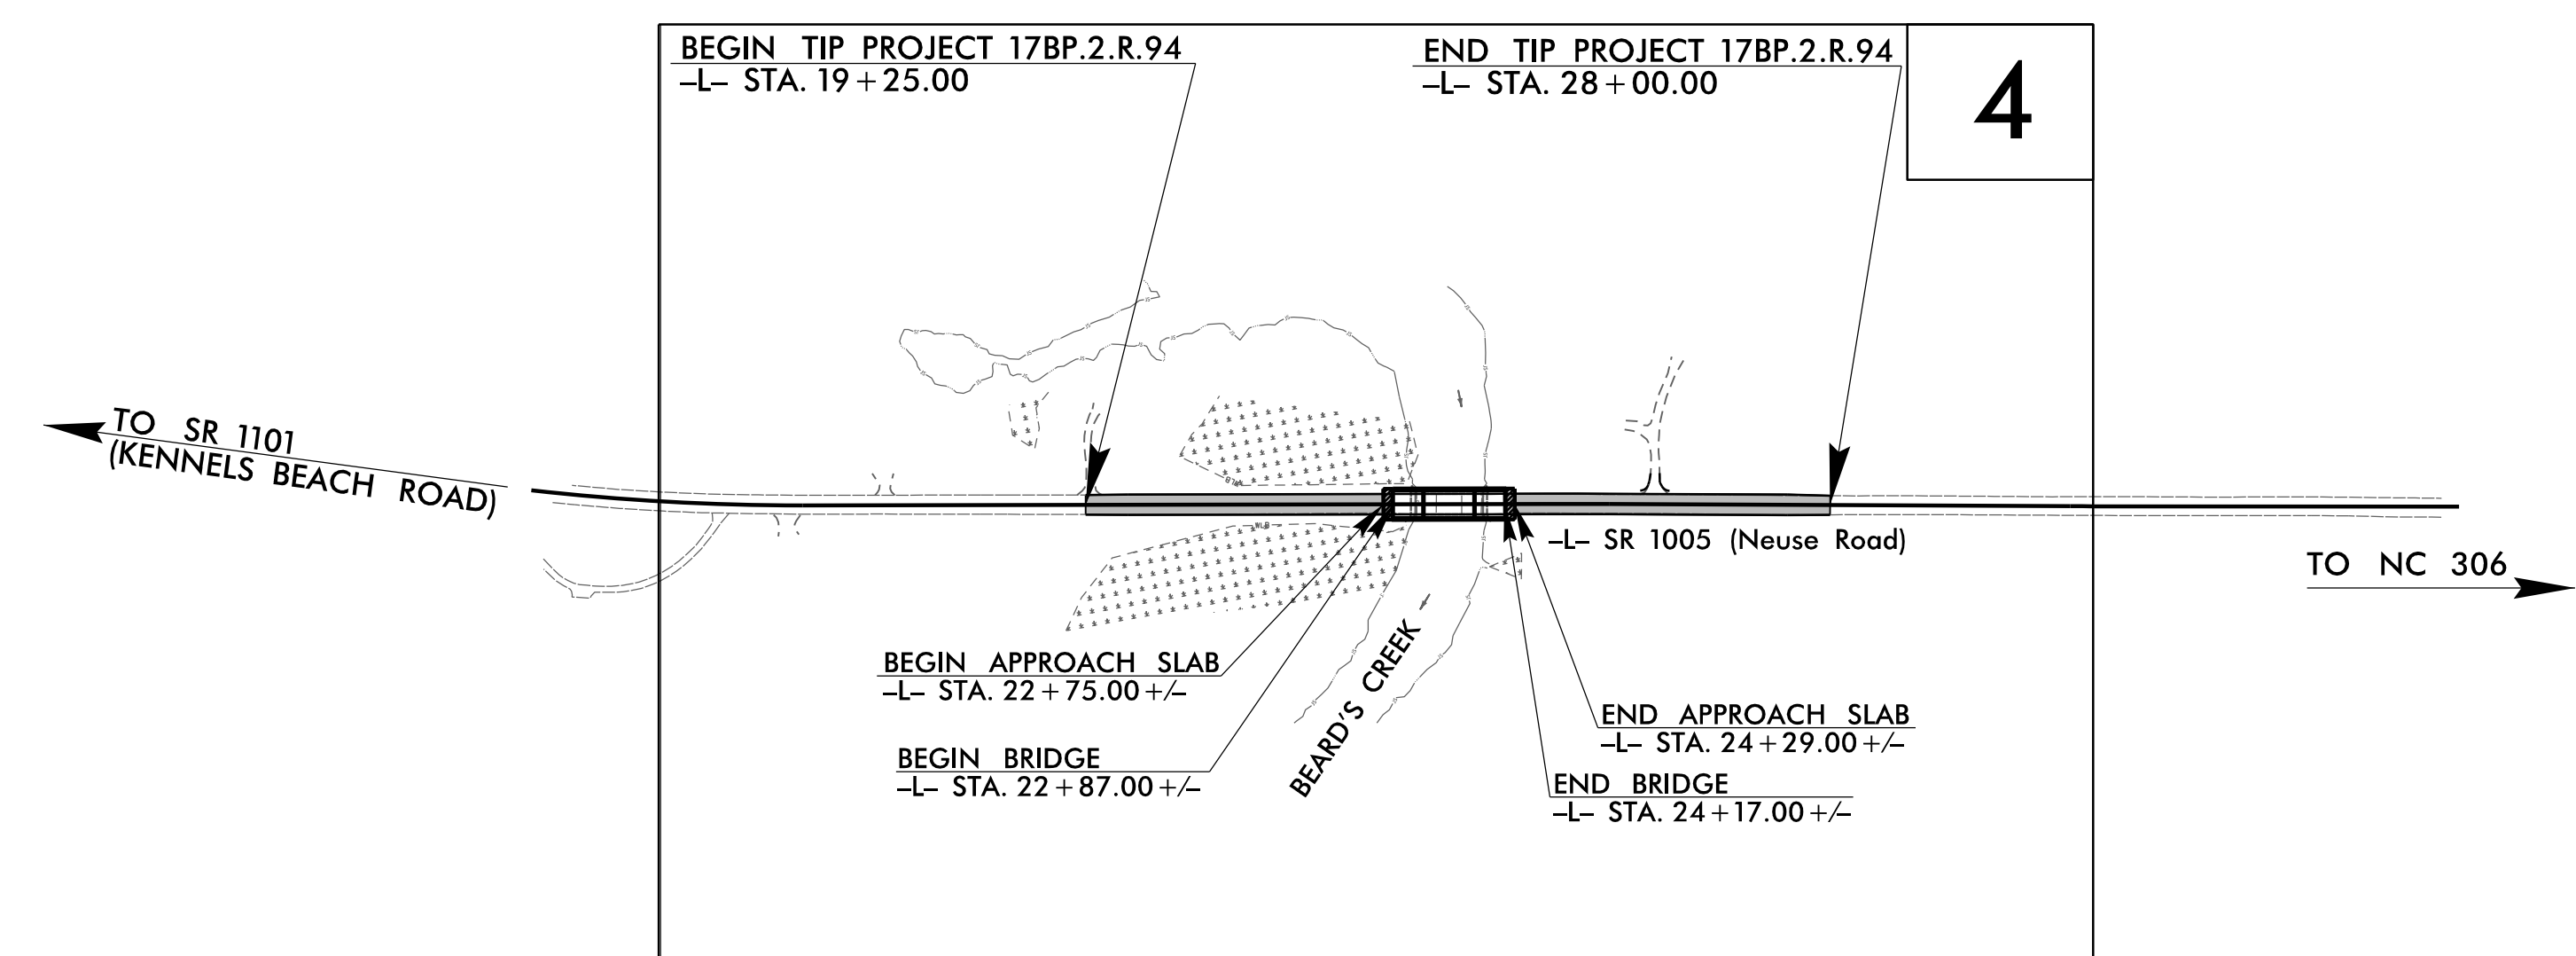 BEGIN TIP PROJECT 17BP.2.R.94
–L– STA. 19+25.00
END TIP PROJECT 17BP.2.R.94
–L– STA. 28+00.00
4
TO SR 1101
(KENNELS BEACH ROAD)
WLB
WLB
–L– SR 1005 (Neuse Road)
TO NC 306
BEGIN APPROACH SLAB
–L– STA. 22+75.00+/–
BEARD'S CREEK
END APPROACH SLAB
–L– STA. 24+29.00+/–
BEGIN BRIDGE
–L– STA. 22+87.00+/–
END BRIDGE
–L– STA. 24+17.00+/–